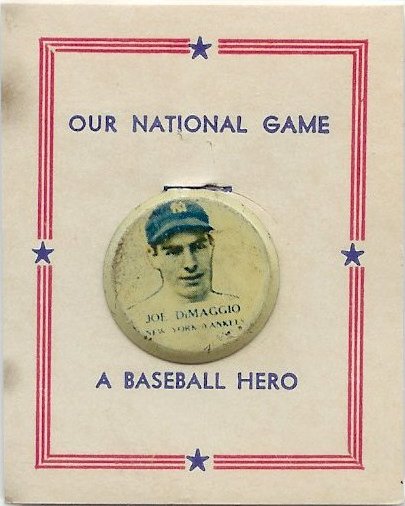 OUR NATIONAL GAME
JOE DiMAGGIO
NEW YORK YANKEES
A BASEBALL HERO